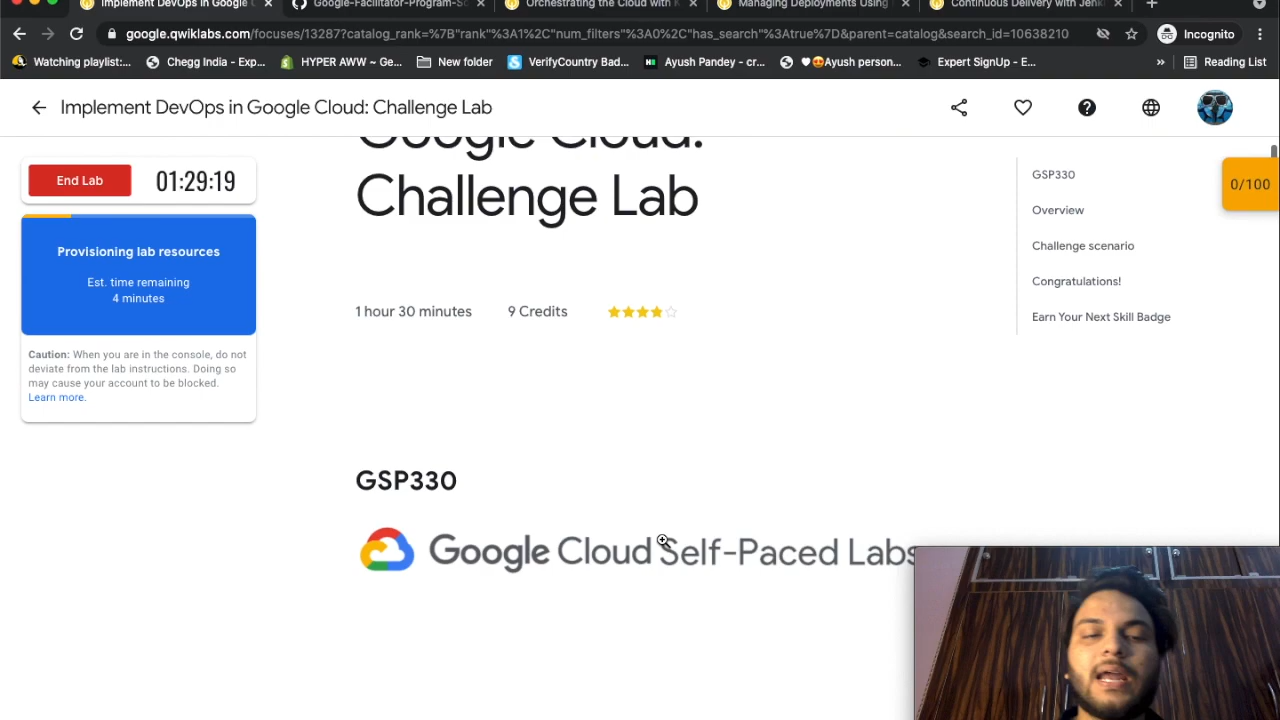 Implement DevOps in Google C
Google-Facilitator-Program-So
Orchestrating the Cloud with K
Managing Deployments Using
Continuous Delivery with Jenki
google.qwiklabs.com/focuses/13287?catalog_rank=%7B"rank"%3A1%2C"num_filters"%3A0%2C"has_search"%3Atrue%7D&parent=catalog&search_id=10638210
Incognito
Watching playlist:...
Chegg India - Exp...
HYPER AWW ~ Ge...
New folder
VerifyCountry Bad...
Ayush Pandey - cr...
♥😍Ayush person...
Expert SignUp - E...
»
Reading List
Implement DevOps in Google Cloud: Challenge Lab
End Lab
01:29:19
Provisioning lab resources
Est. time remaining
4 minutes
Caution: When you are in the console, do not
deviate from the lab instructions. Doing so
may cause your account to be blocked.
Learn more.
Google Cloud:
Challenge Lab
1 hour 30 minutes
9 Credits
GSP330
Google Cloud Self-Paced Labs
GSP330
Overview
Challenge scenario
Congratulations!
Earn Your Next Skill Badge
0/100